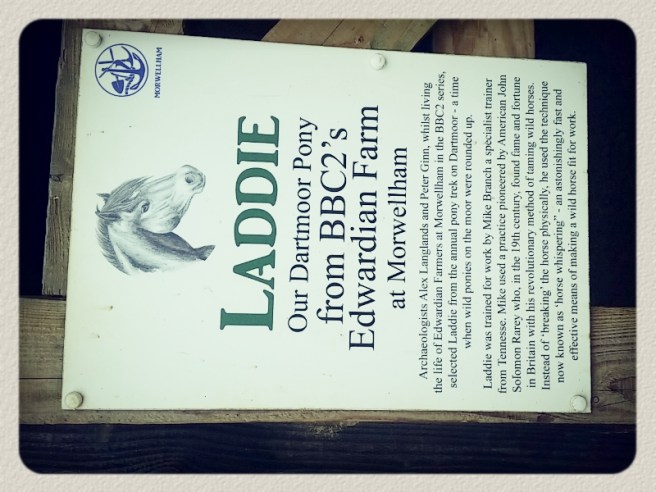 MORWELLHAM
LADDIE
Our Dartmoor Pony
from BBC2's
Edwardian Farm
at Morwellham
Archaeologists Alex Langlands and Peter Ginn, whilst living
the life of Edwardian Farmers at Morwellham in the BBC2 series,
selected Laddie from the annual pony trek on Dartmoor - a time
when wild ponies on the moor were rounded up.
Laddie was trained for work by Mike Branch a specialist trainer
from Tennesse. Mike used a practice pioneered by American John
Solomon Rarey who, in the 19th century, found fame and fortune
in Britain with his revolutionary method of taming wild horses.
Instead of 'breaking' the horse physically, he used the technique
now known as 'horse whispering" - an astonishingly fast and
effective means of making a wild horse fit for work.